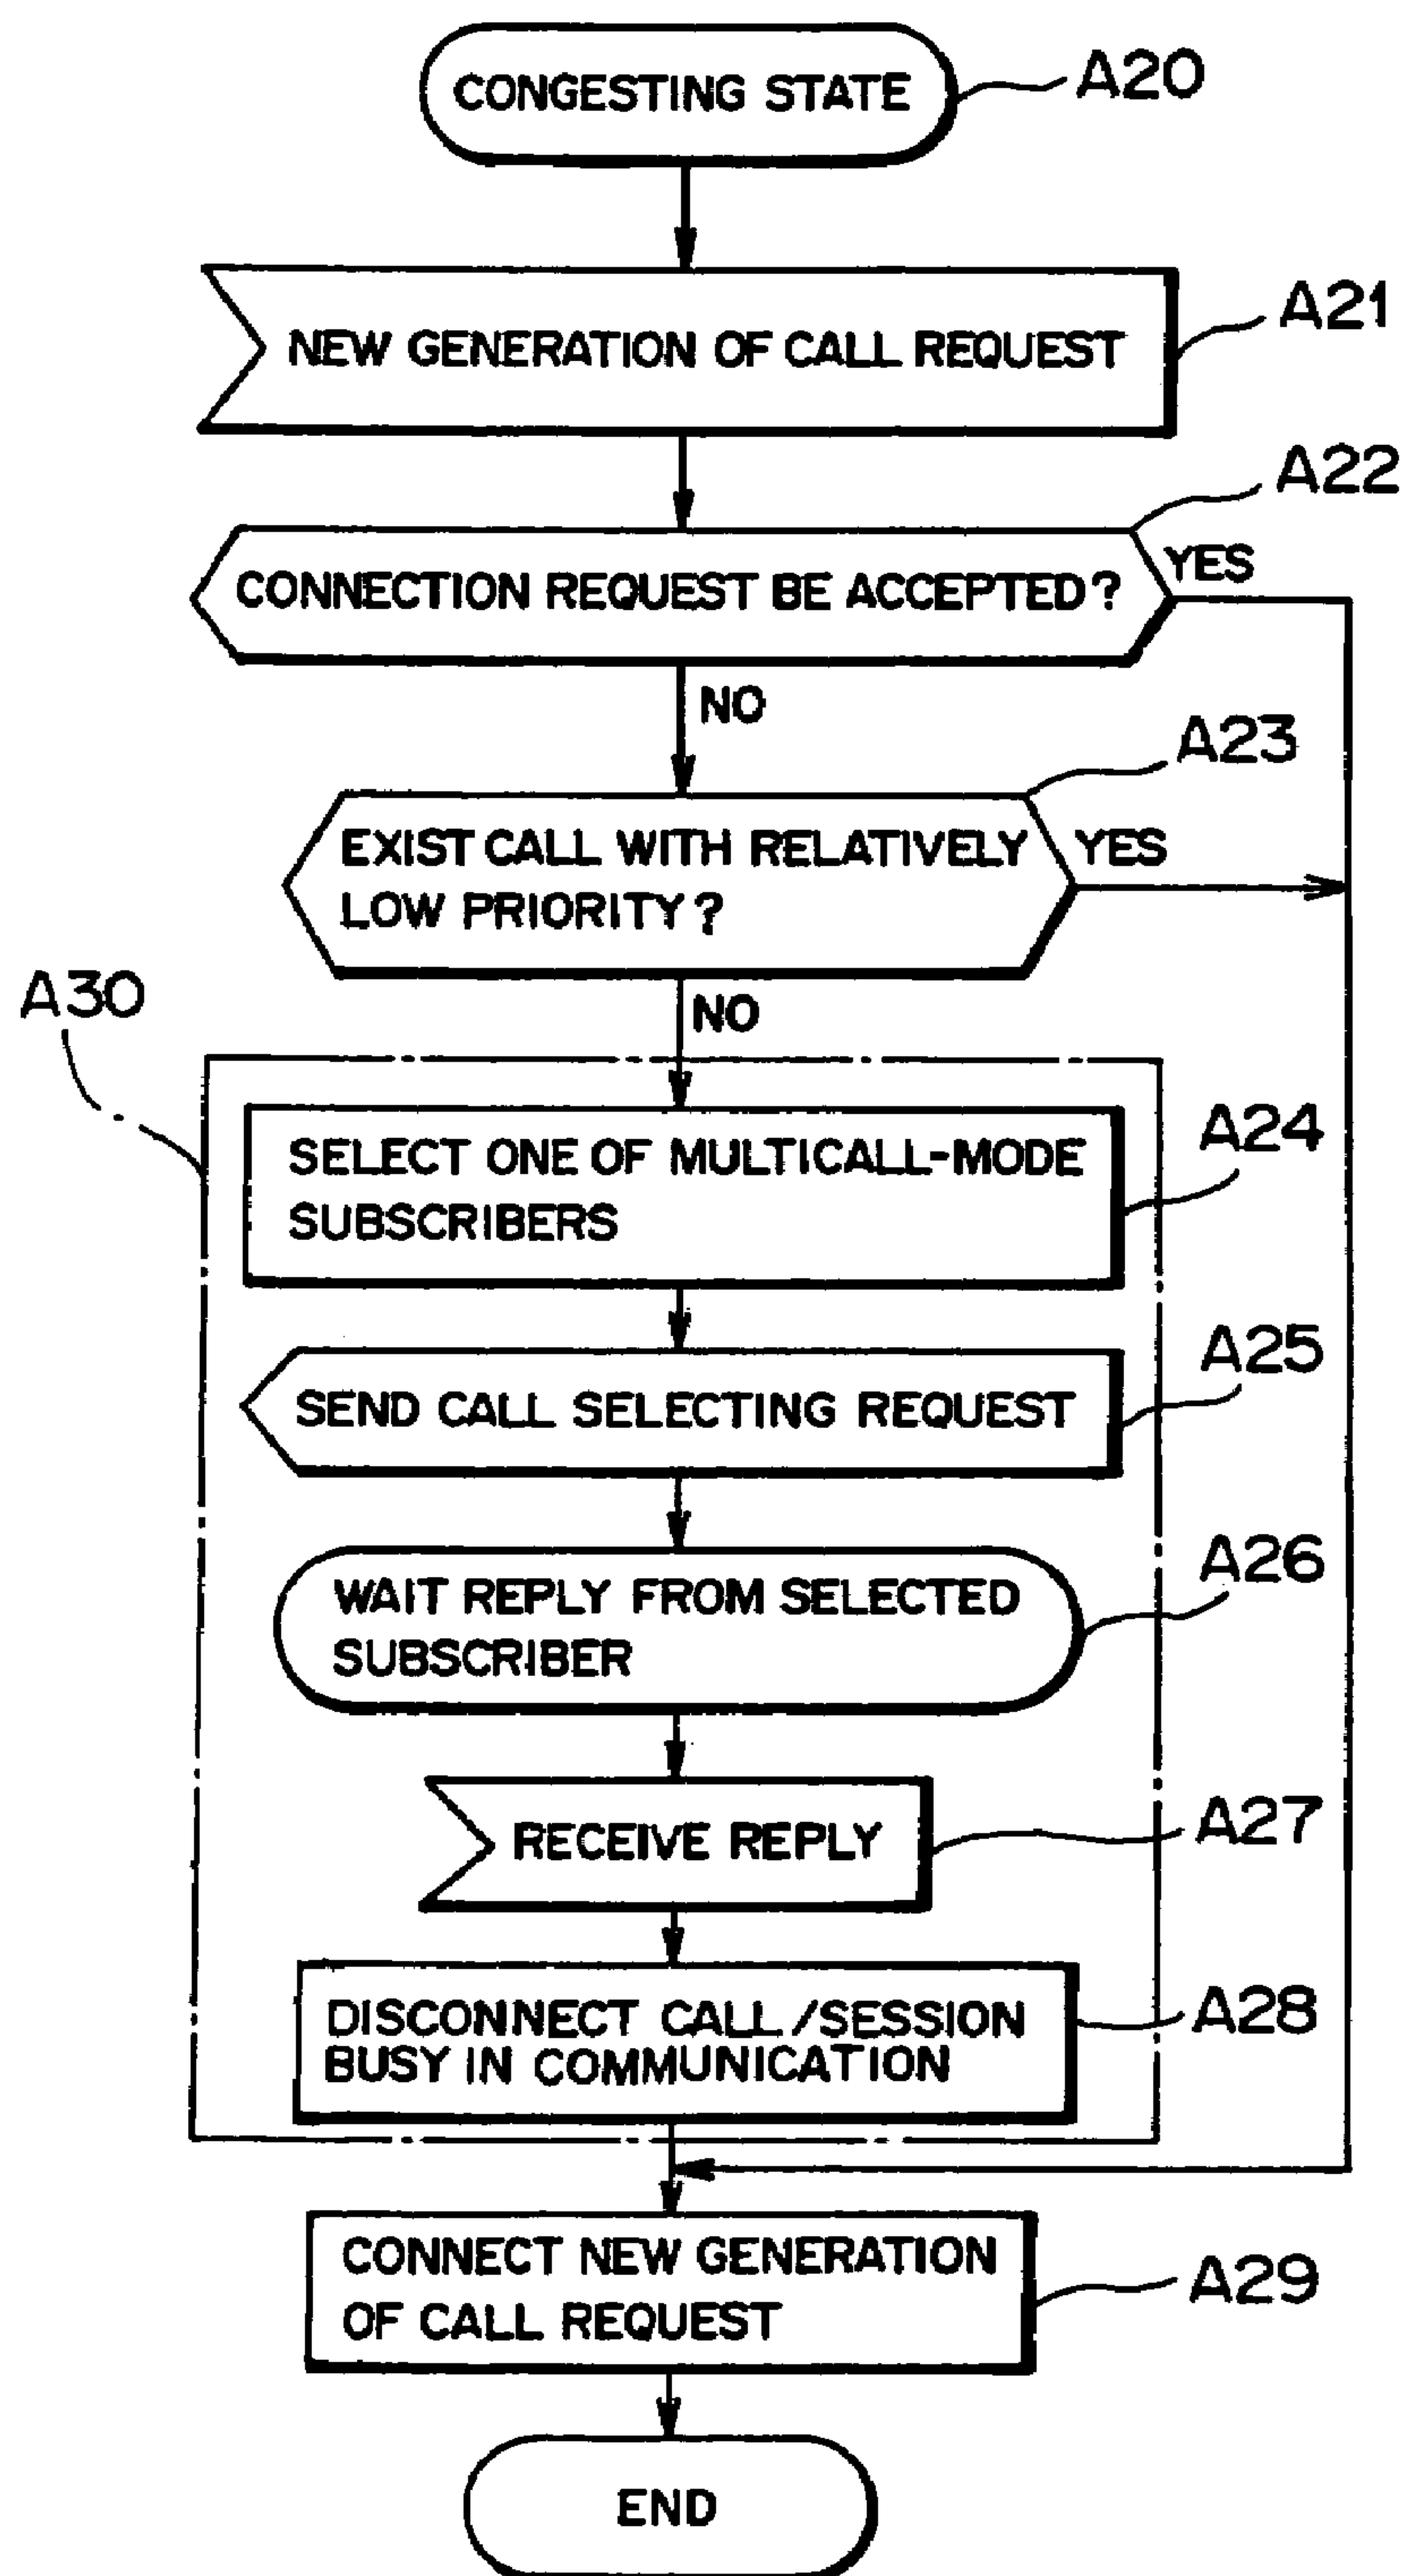 CONGESTING STATE
A20
NEW GENERATION OF CALL REQUEST
A21
A22
CONNECTION REQUEST BE ACCEPTED?
YES
NO
A23
EXIST CALL WITH RELATIVELY
LOW PRIORITY?
YES
NO
A30
SELECT ONE OF MULTICALL-MODE
SUBSCRIBERS
A24
SEND CALL SELECTING REQUEST
A25
WAIT REPLY FROM SELECTED
SUBSCRIBER
A26
RECEIVE REPLY
A27
DISCONNECT CALL/SESSION
BUSY IN COMMUNICATION
A28
CONNECT NEW GENERATION
OF CALL REQUEST
A29
END